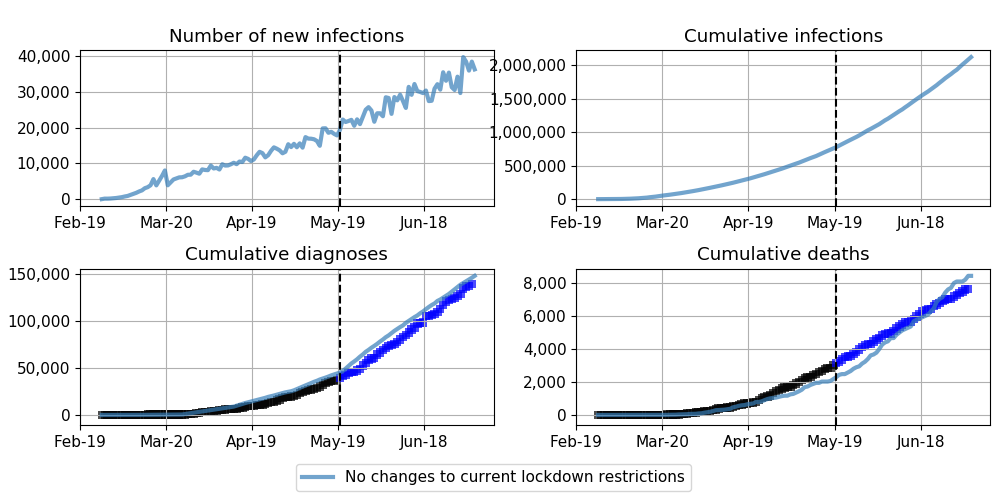 Number of new infections
40,000
30,000
20,000
10,000
0
Feb-19 Mar-20 Apr-19 May-19 Jun-18
Cumulative infections
2,000,000
1,500,000
1,000,000
500,000
0
Feb-19 Mar-20 Apr-19 May-19 Jun-18
Cumulative diagnoses
150,000
100,000
50,000
0
Feb-19 Mar-20 Apr-19 May-19 Jun-18
Cumulative deaths
8,000
6,000
4,000
2,000
0
Feb-19 Mar-20 Apr-19 May-19 Jun-18
No changes to current lockdown restrictions